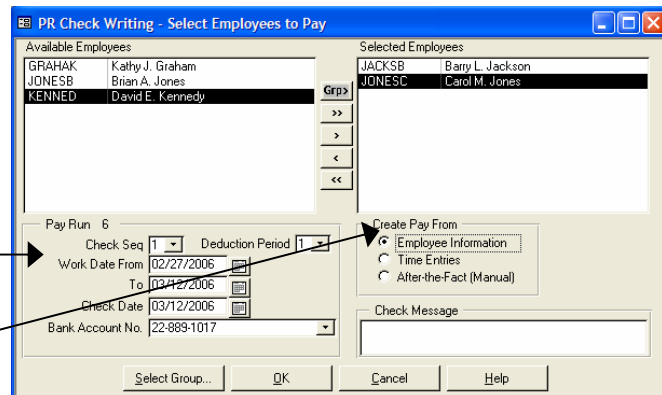 PR Check Writing - Select Employees to Pay
Available Employees
GRAHAK Kathy J. Graham
JONESB Brian A. Jones
KENNED David E. Kennedy
Grp>
>>
>
<
<<
Selected Employees
JACKSB Barry L. Jackson
JONESC Carol M. Jones
Pay Run 6
Check Seq 1 Deduction Period 1
Work Date From 02/27/2006
To 03/12/2006
Check Date 03/12/2006
Bank Account No. 22-889-1017
Create Pay From
Employee Information
Time Entries
After-the-Fact (Manual)
Check Message
Select Group... OK Cancel Help